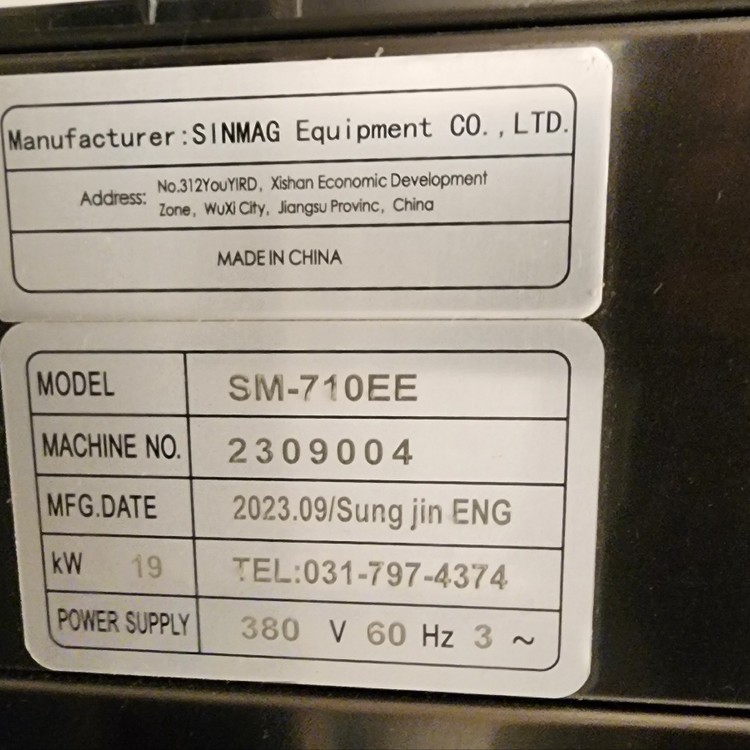 Manufacturer:SINMAG Equipment CO.,LTD.
Address: No.312YouYiRD, Xishan Economic Development
Zone, WuXi City, Jiangsu Provinc, China
MADE IN CHINA
MODEL SM-710EE
MACHINE NO. 2309004
MFG.DATE 2023.09/Sung jin ENG
kW 19 TEL:031-797-4374
POWER SUPPLY 380 V 60 Hz 3 ~